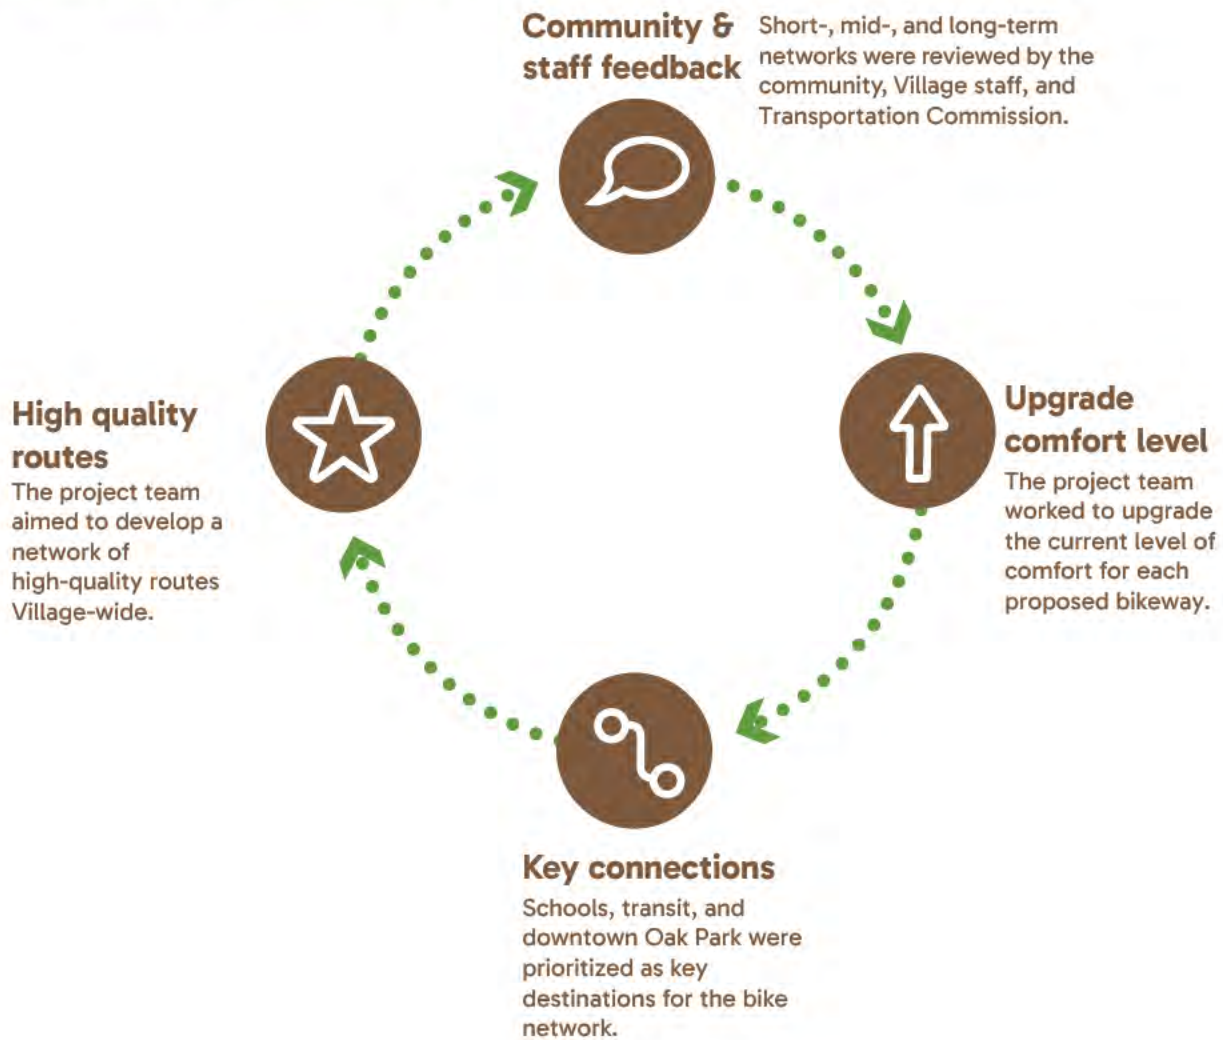 Community &
staff feedback
Short-, mid-, and long-term
networks were reviewed by the
community, Village staff, and
Transportation Commission.
Upgrade
comfort level
The project team
worked to upgrade
the current level of
comfort for each
proposed bikeway.
Key connections
Schools, transit, and
downtown Oak Park were
prioritized as key
destinations for the bike
network.
High quality
routes
The project team
aimed to develop a
network of
high-quality routes
Village-wide.